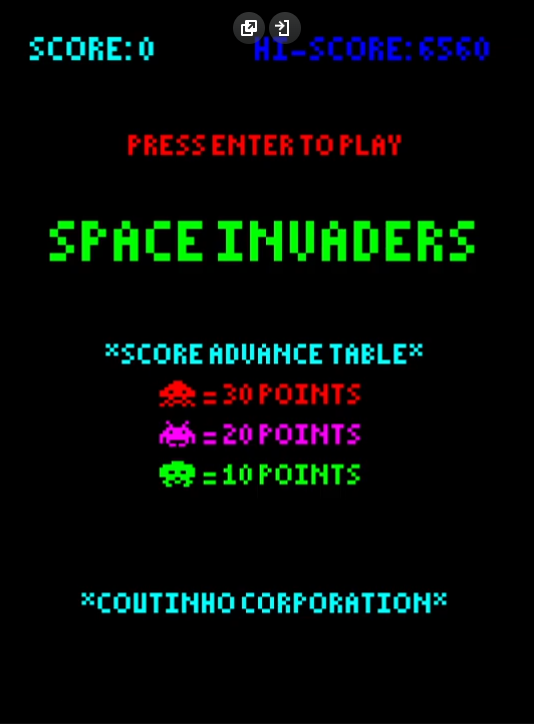 SCORE: 0 HI-SCORE: 6560
PRESS ENTER TO PLAY
SPACE INVADERS
*SCORE ADVANCE TABLE*
= 30 POINTS
= 20 POINTS
= 10 POINTS
*COUTINHO CORPORATION*